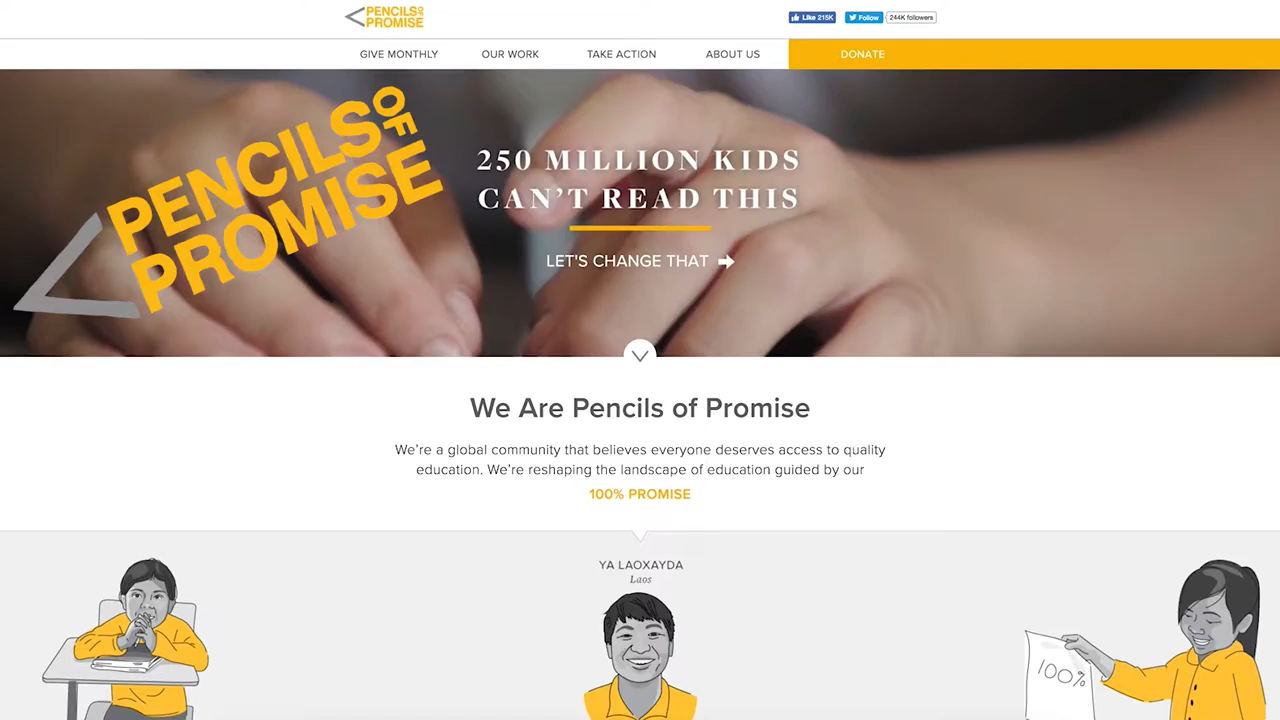 PENCILS OF
PROMISE
Like 215K
Follow
244K followers
GIVE MONTHLY
OUR WORK
TAKE ACTION
ABOUT US
DONATE
PENCILS OF
PROMISE
250 MILLION KIDS
CAN'T READ THIS
LET'S CHANGE THAT
We Are Pencils of Promise
We're a global community that believes everyone deserves access to quality
education. We're reshaping the landscape of education guided by our
100% PROMISE
YA LAOXAYDA
Laos
100%